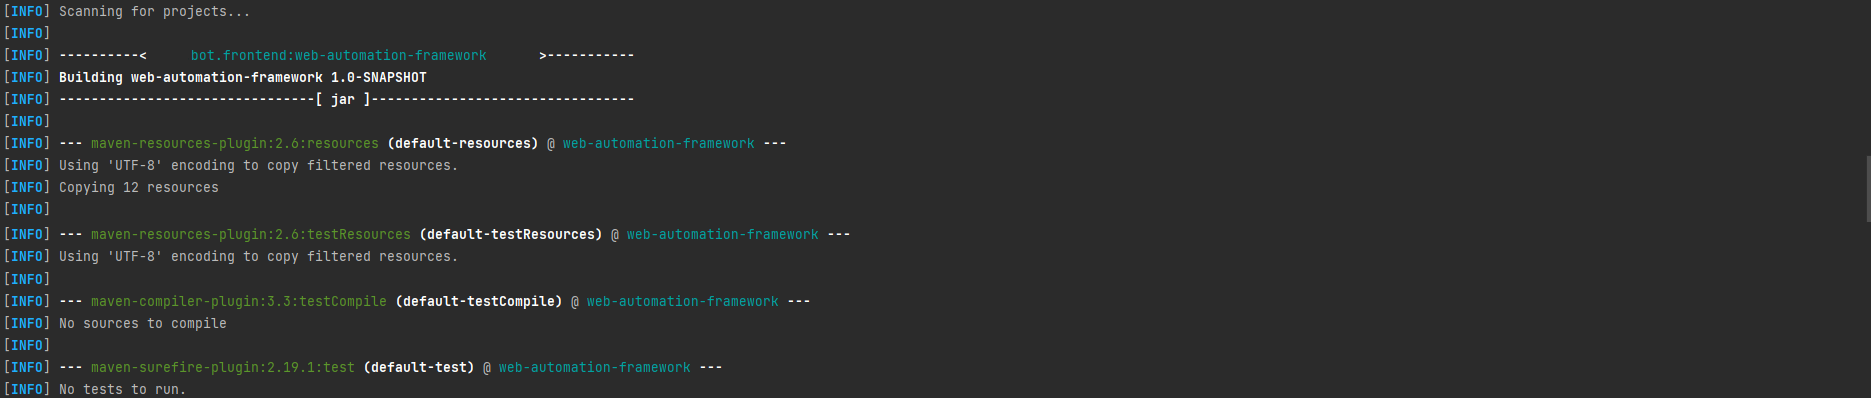 [INFO] Scanning for projects...
[INFO]
[INFO] ----------< bot.frontend:web-automation-framework >-----------
[INFO] Building web-automation-framework 1.0-SNAPSHOT
[INFO] --------------------------------[ jar ]---------------------------------
[INFO]
[INFO] --- maven-resources-plugin:2.6:resources (default-resources) @ web-automation-framework ---
[INFO] Using 'UTF-8' encoding to copy filtered resources.
[INFO] Copying 12 resources
[INFO]
[INFO] --- maven-resources-plugin:2.6:testResources (default-testResources) @ web-automation-framework ---
[INFO] Using 'UTF-8' encoding to copy filtered resources.
[INFO]
[INFO] --- maven-compiler-plugin:3.3:testCompile (default-testCompile) @ web-automation-framework ---
[INFO] No sources to compile
[INFO]
[INFO] --- maven-surefire-plugin:2.19.1:test (default-test) @ web-automation-framework ---
[INFO] No tests to run.